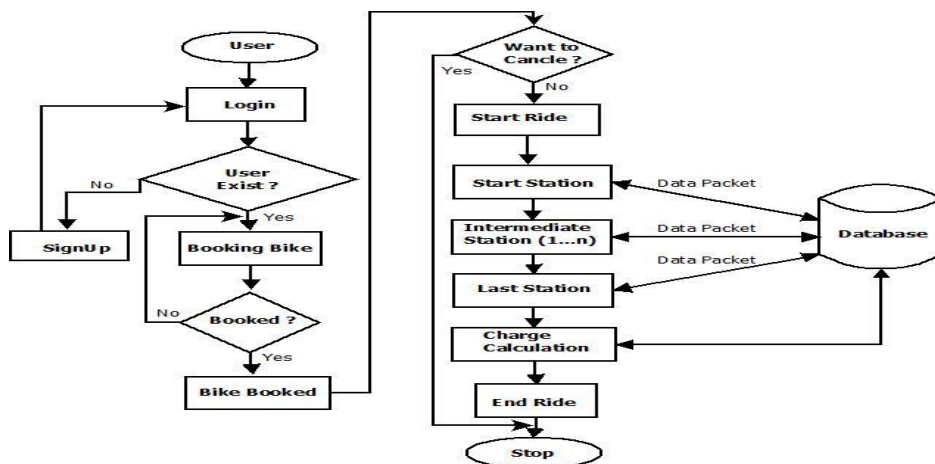 User
Login
User
Exist ?
No
Yes
SignUp
Booking Bike
Booked ?
No
Yes
Bike Booked
Want to
Cancle ?
Yes
No
Start Ride
Start Station
Data Packet
Intermediate
Station (1...n)
Data Packet
Database
Data Packet
Last Station
Charge
Calculation
End Ride
Stop